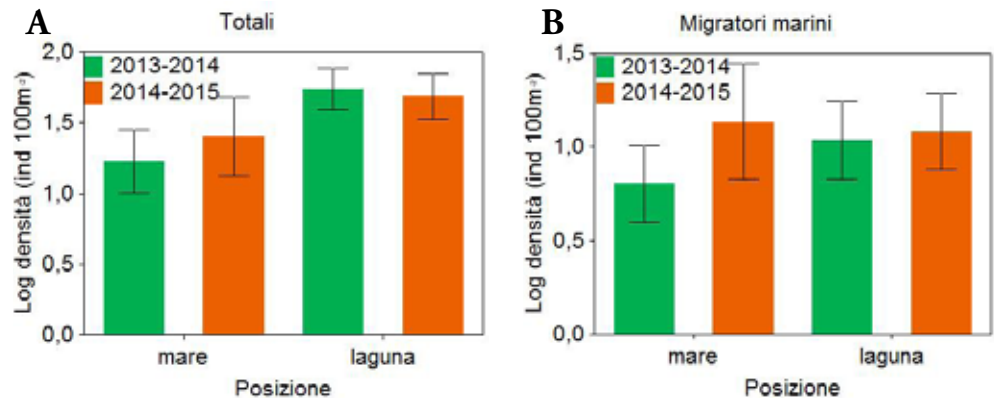 A
Totali
Log densità (ind 100m-²)
2,0
1,5
1,0
0,5
0,0
2013-2014
2014-2015
mare laguna
Posizione
B
Migratori marini
Log densità (ind 100m-²)
1,5
1,0
0,5
0,0
2013-2014
2014-2015
mare laguna
Posizione